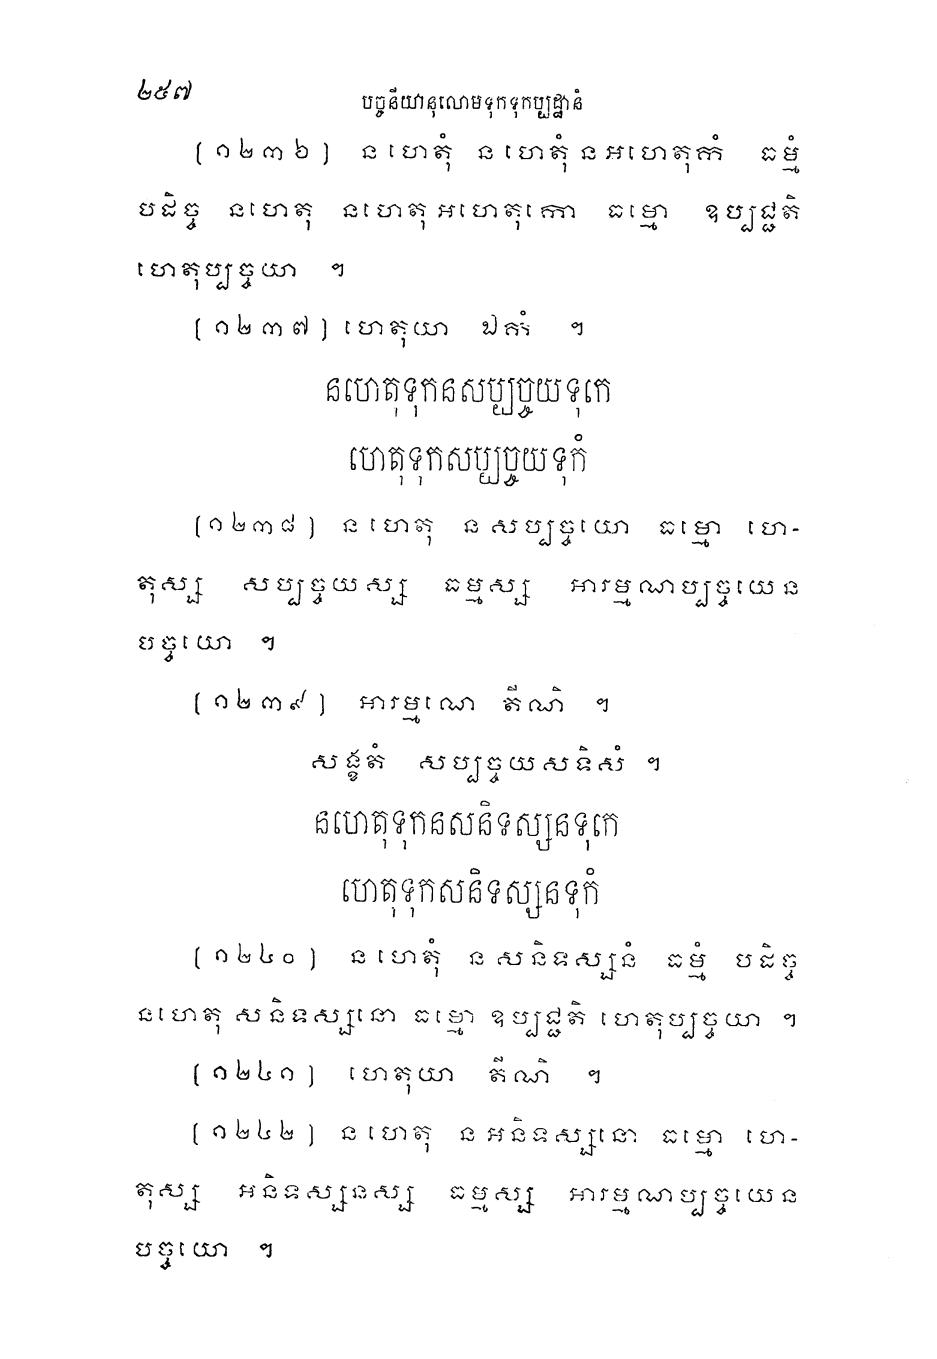 ២៥៧
បច្ចនីយានុលោមទុកទុកប្បដ្ឋានំ
[១២៣៦] ន ហេតុំ ន ហេតុំ ន អហេតុកំ ធម្មំ
បដិច្ច នហេតុ នហេតុ អហេតុកោ ធម្មោ ឧប្បជ្ជតិ
ហេតុប្បច្ចយា ។
[១២៣៧] ហេតុយា ឯកំ ។
នហេតុទុកនសប្បច្ចយទុកេ
ហេតុទុកសប្បច្ចយទុកំ
[១២៣៨] ន ហេតុ ន សប្បច្ចយោ ធម្មោ ហេ-
តុស្ស សប្បច្ចយស្ស ធម្មស្ស អារម្មណប្បច្ចយេន
បច្ចយោ ។
[១២៣៩] អារម្មណេ តីណិ ។
សង្ខតំ សប្បច្ចយសទិសំ ។
នហេតុទុកនសនិទស្សនទុកេ
ហេតុទុកសនិទស្សនទុកំ
[១២៤០] ន ហេតុំ ន សនិទស្សនំ ធម្មំ បដិច្ច
នហេតុ សនិទស្សនោ ធម្មោ ឧប្បជ្ជតិ ហេតុប្បច្ចយា ។
[១២៤១] ហេតុយា តីណិ ។
[១២៤២] ន ហេតុ ន អនិទស្សនោ ធម្មោ ហេ-
តុស្ស អនិទស្សនស្ស ធម្មស្ស អារម្មណប្បច្ចយេន
បច្ចយោ ។